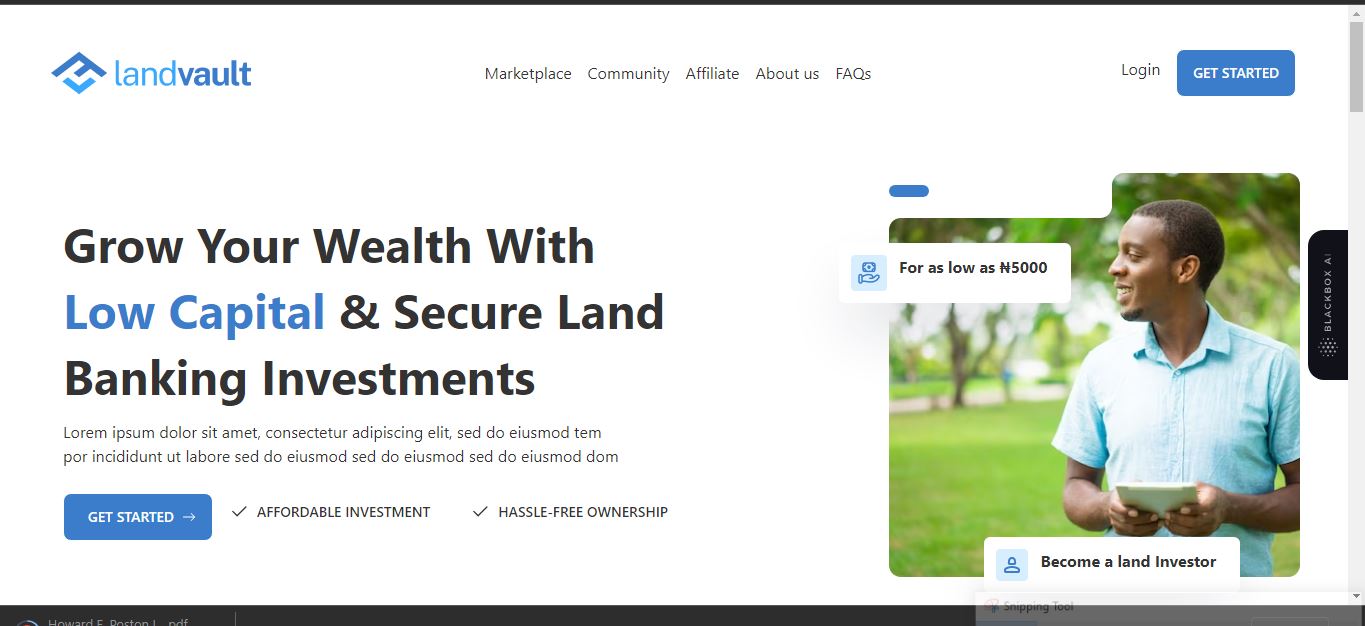 landvault
Marketplace Community Affiliate About us FAQs
Login
GET STARTED
Grow Your Wealth With
Low Capital & Secure Land
Banking Investments
Lorem ipsum dolor sit amet, consectetur adipiscing elit, sed do eiusmod tem
por incididunt ut labore sed do eiusmod sed do eiusmod sed do eiusmod dom
GET STARTED →
AFFORDABLE INVESTMENT
HASSLE-FREE OWNERSHIP
For as low as ₦5000
Become a land Investor
BLACKBOX AI
Snipping Tool